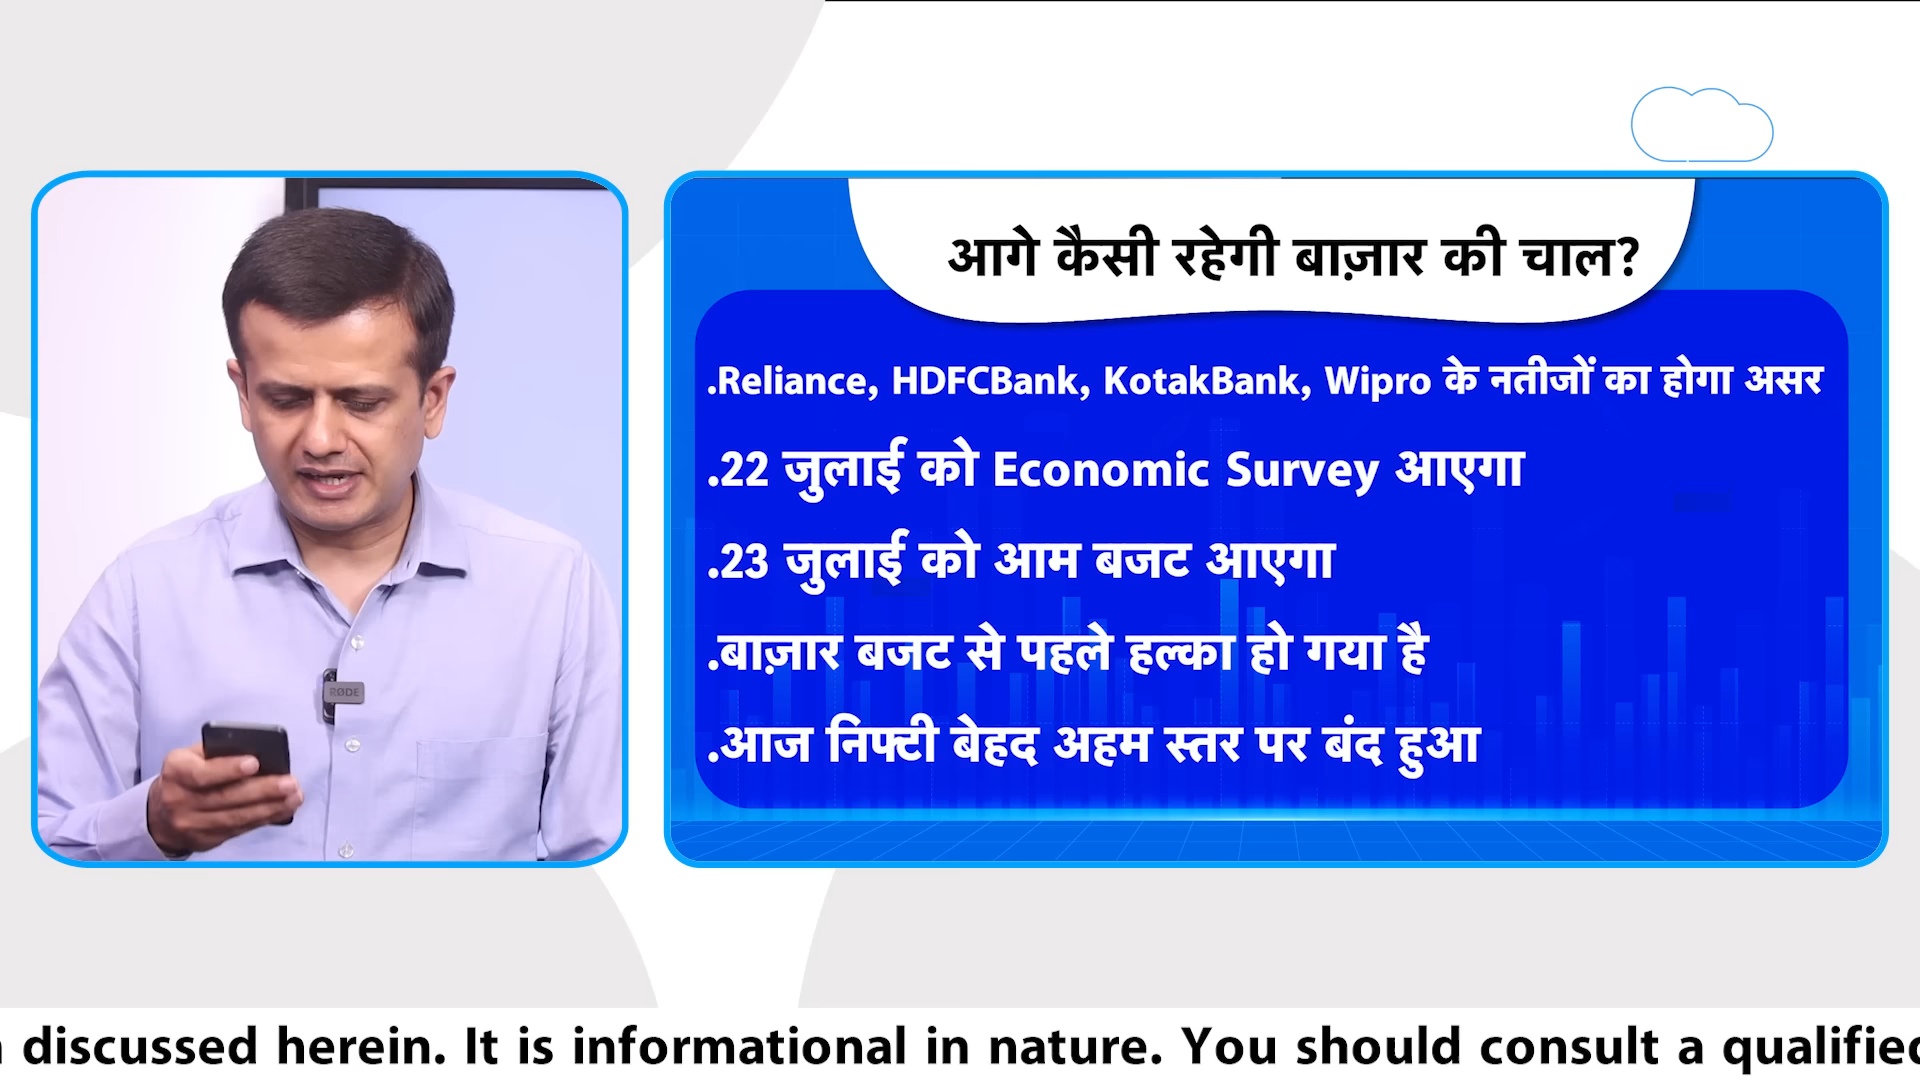 आगे कैसी रहेगी बाज़ार की चाल?
.Reliance, HDFCBank, KotakBank, Wipro के नतीजों का होगा असर
.22 जुलाई को Economic Survey आएगा
.23 जुलाई को आम बजट आएगा
.बाज़ार बजट से पहले हल्का हो गया है
.आज निफ्टी बेहद अहम स्तर पर बंद हुआ
RØDE
discussed herein. It is informational in nature. You should consult a qualified